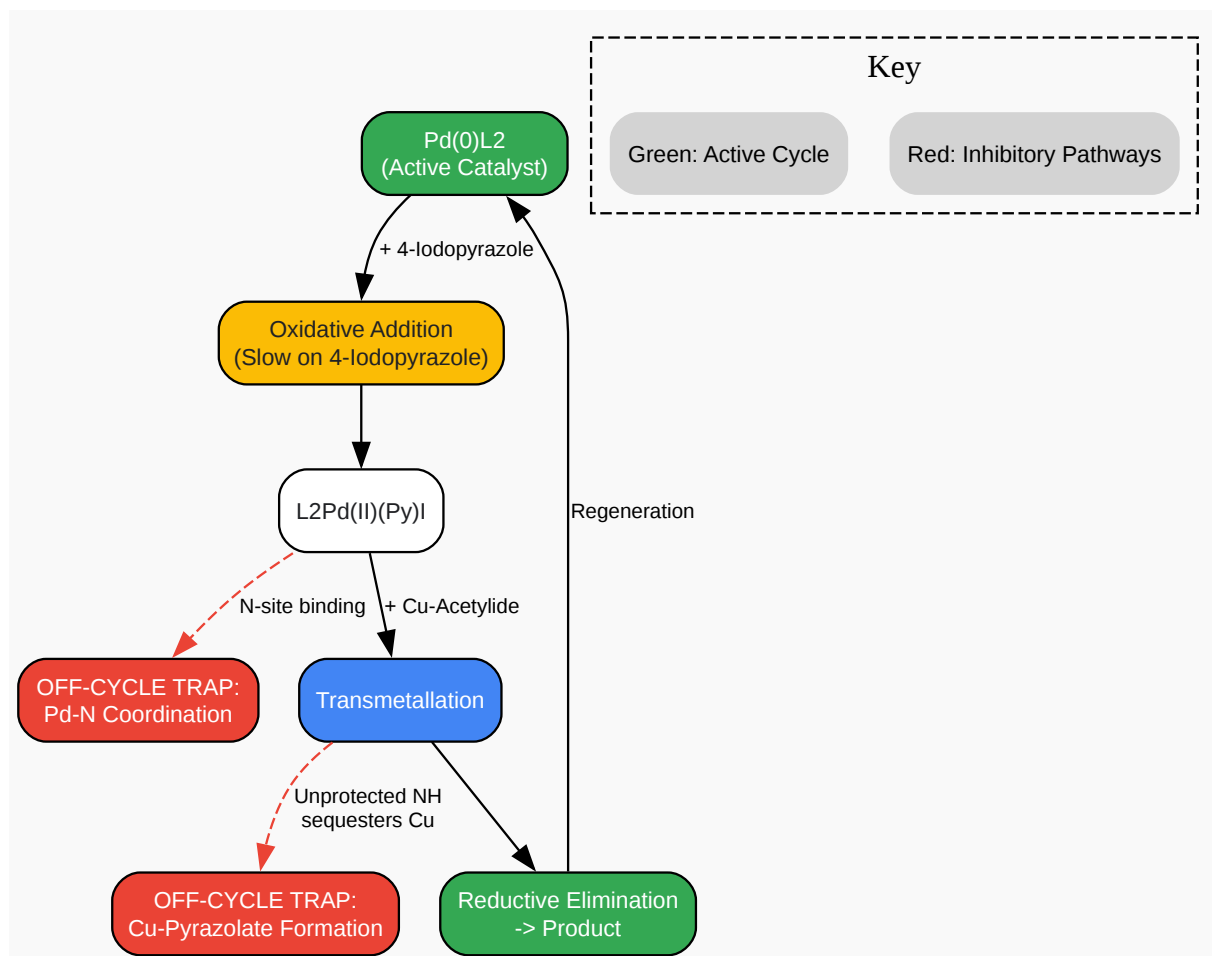 Key
Green: Active Cycle
Red: Inhibitory Pathways
Pd(0)L2
(Active Catalyst)
+ 4-Iodopyrazole
Oxidative Addition
(Slow on 4-Iodopyrazole)
L2Pd(II)(Py)I
Regeneration
N-site binding
+ Cu-Acetylide
OFF-CYCLE TRAP:
Pd-N Coordination
Transmetallation
Unprotected NH
sequesters Cu
OFF-CYCLE TRAP:
Cu-Pyrazolate Formation
Reductive Elimination
-> Product